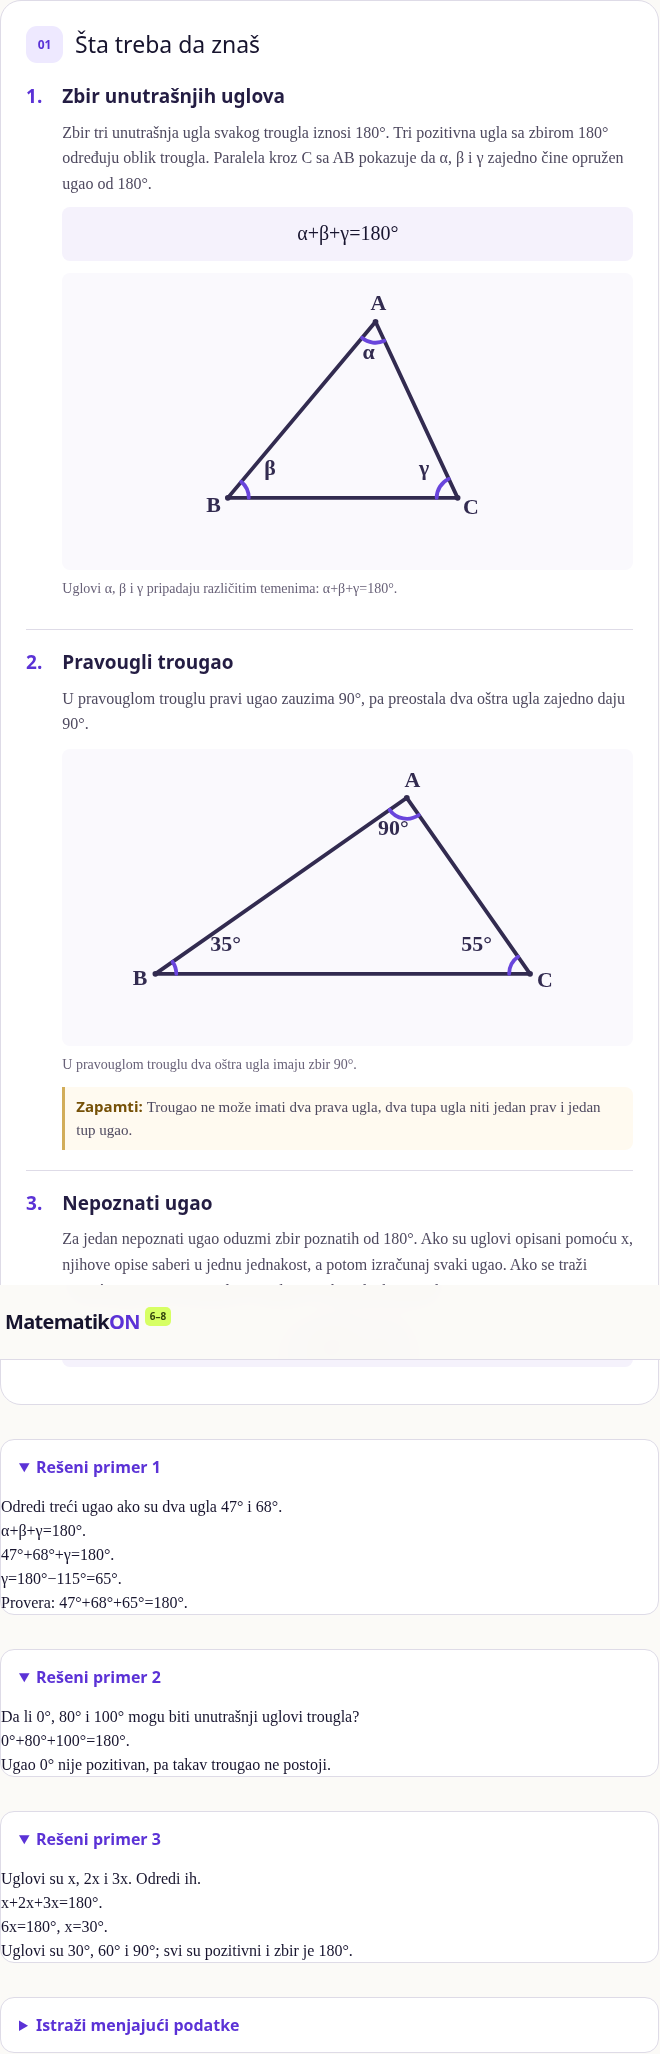 01 Šta treba da znaš
1. Zbir unutrašnjih uglova
Zbir tri unutrašnja ugla svakog trougla iznosi 180°. Tri pozitivna ugla sa zbirom 180°
određuju oblik trougla. Paralela kroz C sa AB pokazuje da α, β i γ zajedno čine opružen
ugao od 180°.
α+β+γ=180°
A
α
β
γ
B
C
Uglovi α, β i γ pripadaju različitim temenima: α+β+γ=180°.
2. Pravougli trougao
U pravouglom trouglu pravi ugao zauzima 90°, pa preostala dva oštra ugla zajedno daju
90°.
A
90°
35°
55°
B
C
U pravouglom trouglu dva oštra ugla imaju zbir 90°.
Zapamti: Trougao ne može imati dva prava ugla, dva tupa ugla niti jedan prav i jedan
tup ugao.
3. Nepoznati ugao
Za jedan nepoznati ugao oduzmi zbir poznatih od 180°. Ako su uglovi opisani pomoću x,
njihove opise saberi u jednu jednakost, a potom izračunaj svaki ugao. Ako se traži
MatematikON 6–8
Rešeni primer 1
Odredi treći ugao ako su dva ugla 47° i 68°.
α+β+γ=180°.
47°+68°+γ=180°.
γ=180°−115°=65°.
Provera: 47°+68°+65°=180°.
Rešeni primer 2
Da li 0°, 80° i 100° mogu biti unutrašnji uglovi trougla?
0°+80°+100°=180°.
Ugao 0° nije pozitivan, pa takav trougao ne postoji.
Rešeni primer 3
Uglovi su x, 2x i 3x. Odredi ih.
x+2x+3x=180°.
6x=180°, x=30°.
Uglovi su 30°, 60° i 90°; svi su pozitivni i zbir je 180°.
Istraži menjajući podatke